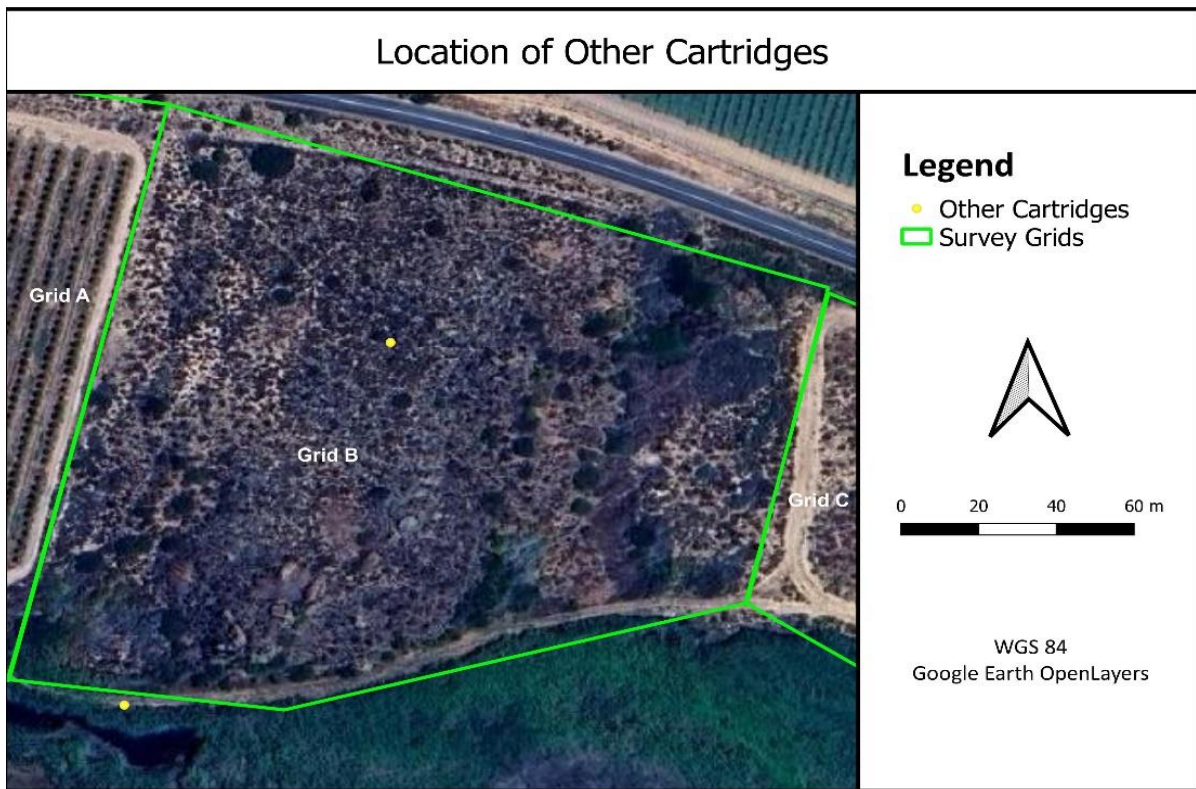 Location of Other Cartridges
Grid A
Grid B
Grid C
Legend
Other Cartridges
Survey Grids
0 20 40 60 m
WGS 84
Google Earth OpenLayers